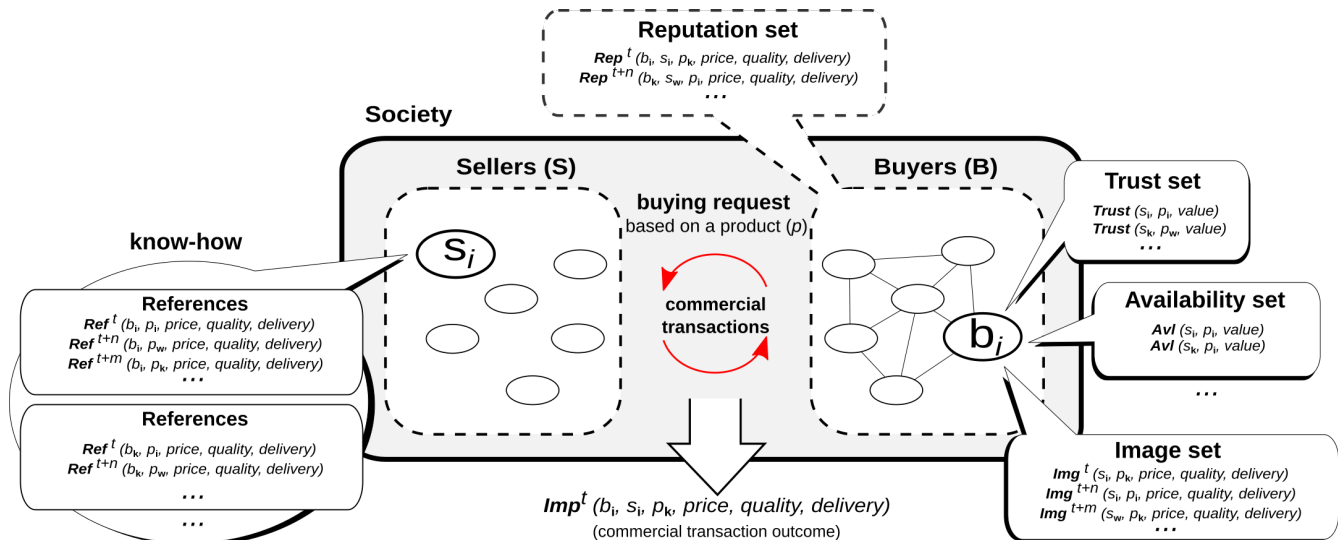 Reputation set
Rep t (bi, si, pk, price, quality, delivery)
Rep t+n (bk, sw, pi, price, quality, delivery)
...
Society
Sellers (S)
Buyers (B)
buying request
based on a product (p)
commercial
transactions
si
bi
know-how
References
Ref t (bi, pi, price, quality, delivery)
Ref t+n (bi, pw, price, quality, delivery)
Ref t+m (bi, pk, price, quality, delivery)
...
References
Ref t (bk, pi, price, quality, delivery)
Ref t+n (bk, pw, price, quality, delivery)
...
...
Trust set
Trust (si, pi, value)
Trust (sk, pw, value)
...
Availability set
Avl (si, pi, value)
Avl (sk, pi, value)
...
Image set
Img t (si, pk, price, quality, delivery)
Img t+n (si, pi, price, quality, delivery)
Img t+m (sw, pk, price, quality, delivery)
...
Imp t (bi, si, pk, price, quality, delivery)
(commercial transaction outcome)